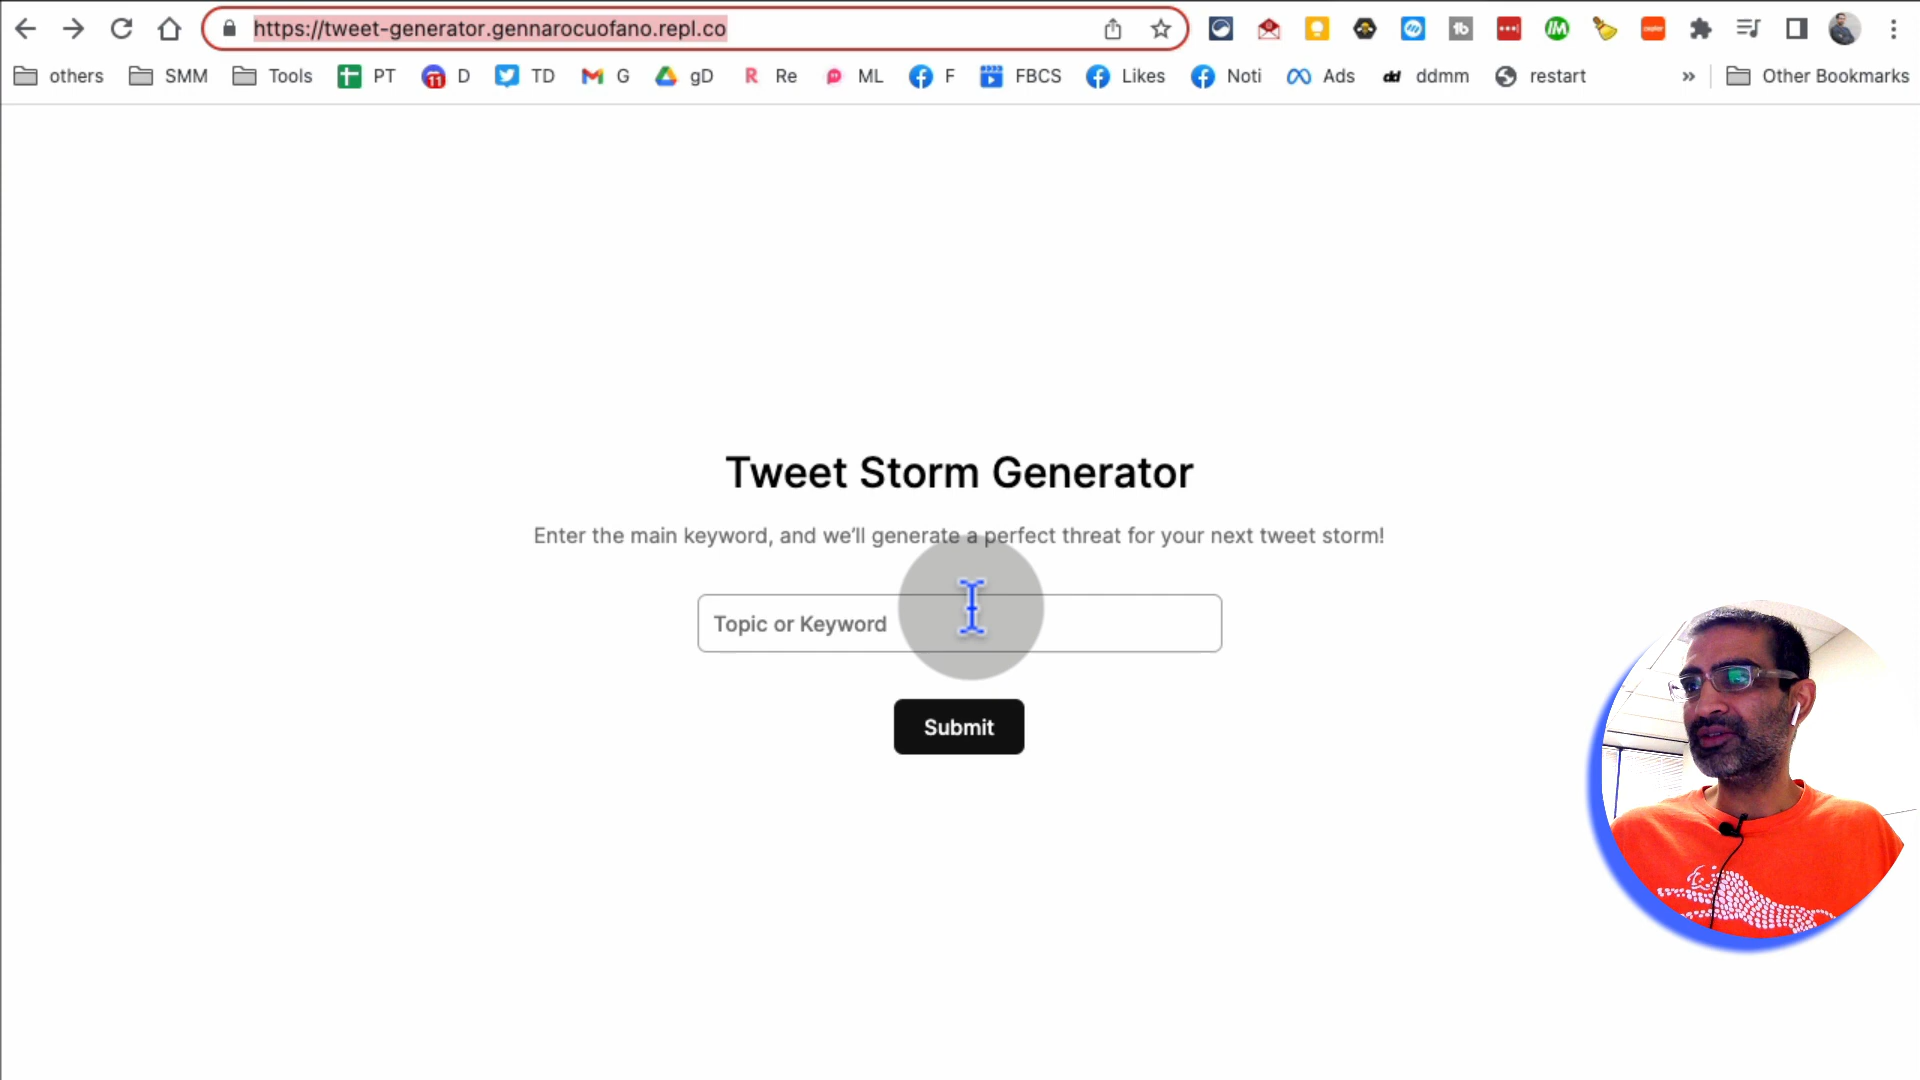 https://tweet-generator.gennarocuofano.repl.co
others SMM Tools PT D TD G gD Re ML F FBCS Likes Noti Ads ddmm restart » Other Bookmarks
Tweet Storm Generator
Enter the main keyword, and we'll generate a perfect threat for your next tweet storm!
Topic or Keyword
Submit